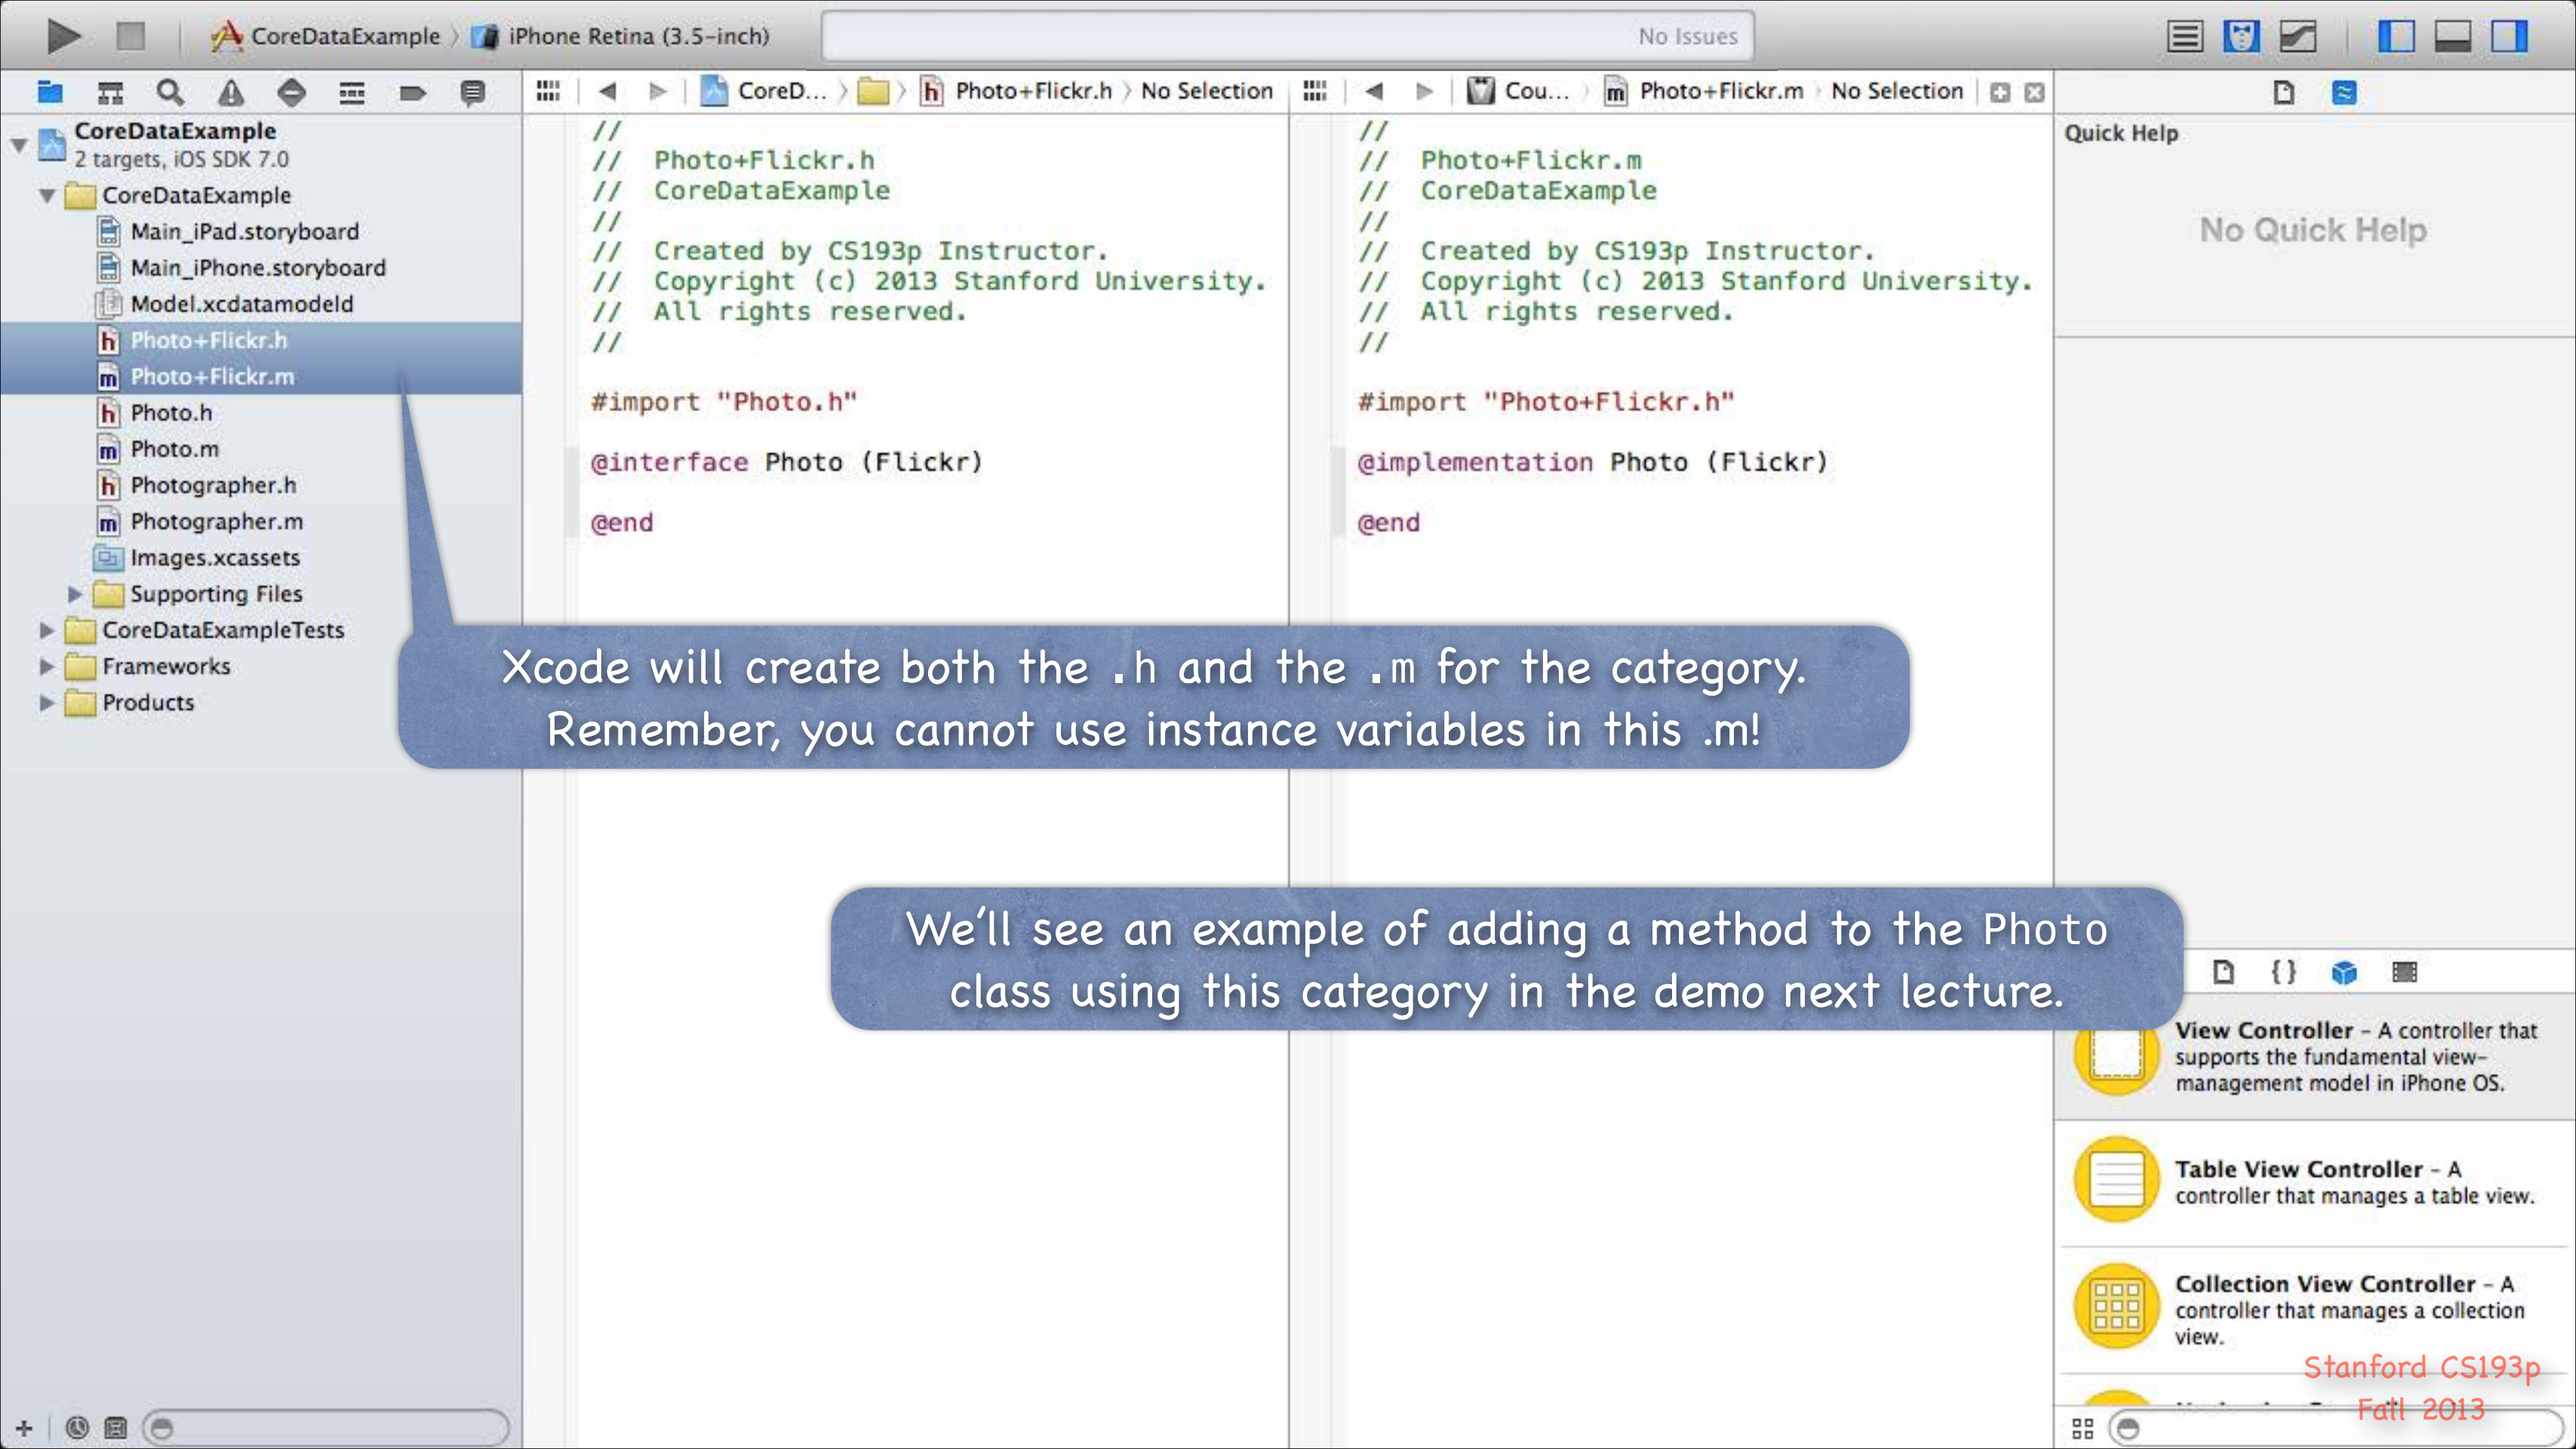 CoreDataExample
iPhone Retina (3.5-inch)
No Issues
CoreD...
Photo+Flickr.h
No Selection
Cou...
Photo+Flickr.m
No Selection
CoreDataExample
2 targets, iOS SDK 7.0
CoreDataExample
Main_iPad.storyboard
Main_iPhone.storyboard
Model.xcdatamodeld
Photo+Flickr.h
Photo+Flickr.m
Photo.h
Photo.m
Photographer.h
Photographer.m
Images.xcassets
Supporting Files
CoreDataExampleTests
Frameworks
Products
//
//  Photo+Flickr.h
//  CoreDataExample
//
//  Created by CS193p Instructor.
//  Copyright (c) 2013 Stanford University.
//  All rights reserved.
//
#import "Photo.h"
@interface Photo (Flickr)
@end
//
//  Photo+Flickr.m
//  CoreDataExample
//
//  Created by CS193p Instructor.
//  Copyright (c) 2013 Stanford University.
//  All rights reserved.
//
#import "Photo+Flickr.h"
@implementation Photo (Flickr)
@end
Xcode will create both the .h and the .m for the category.
Remember, you cannot use instance variables in this .m!
We'll see an example of adding a method to the Photo
class using this category in the demo next lecture.
Quick Help
No Quick Help
View Controller - A controller that
supports the fundamental view-
management model in iPhone OS.
Table View Controller - A
controller that manages a table view.
Collection View Controller - A
controller that manages a collection
view.
Stanford CS193p
Fall 2013